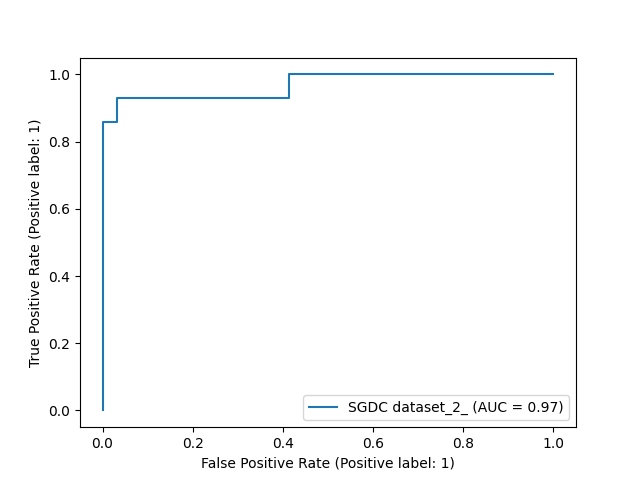 1.0
0.8
0.6
0.4
0.2
0.0
True Positive Rate (Positive label: 1)
SGDC dataset_2_ (AUC = 0.97)
0.0 0.2 0.4 0.6 0.8 1.0
False Positive Rate (Positive label: 1)